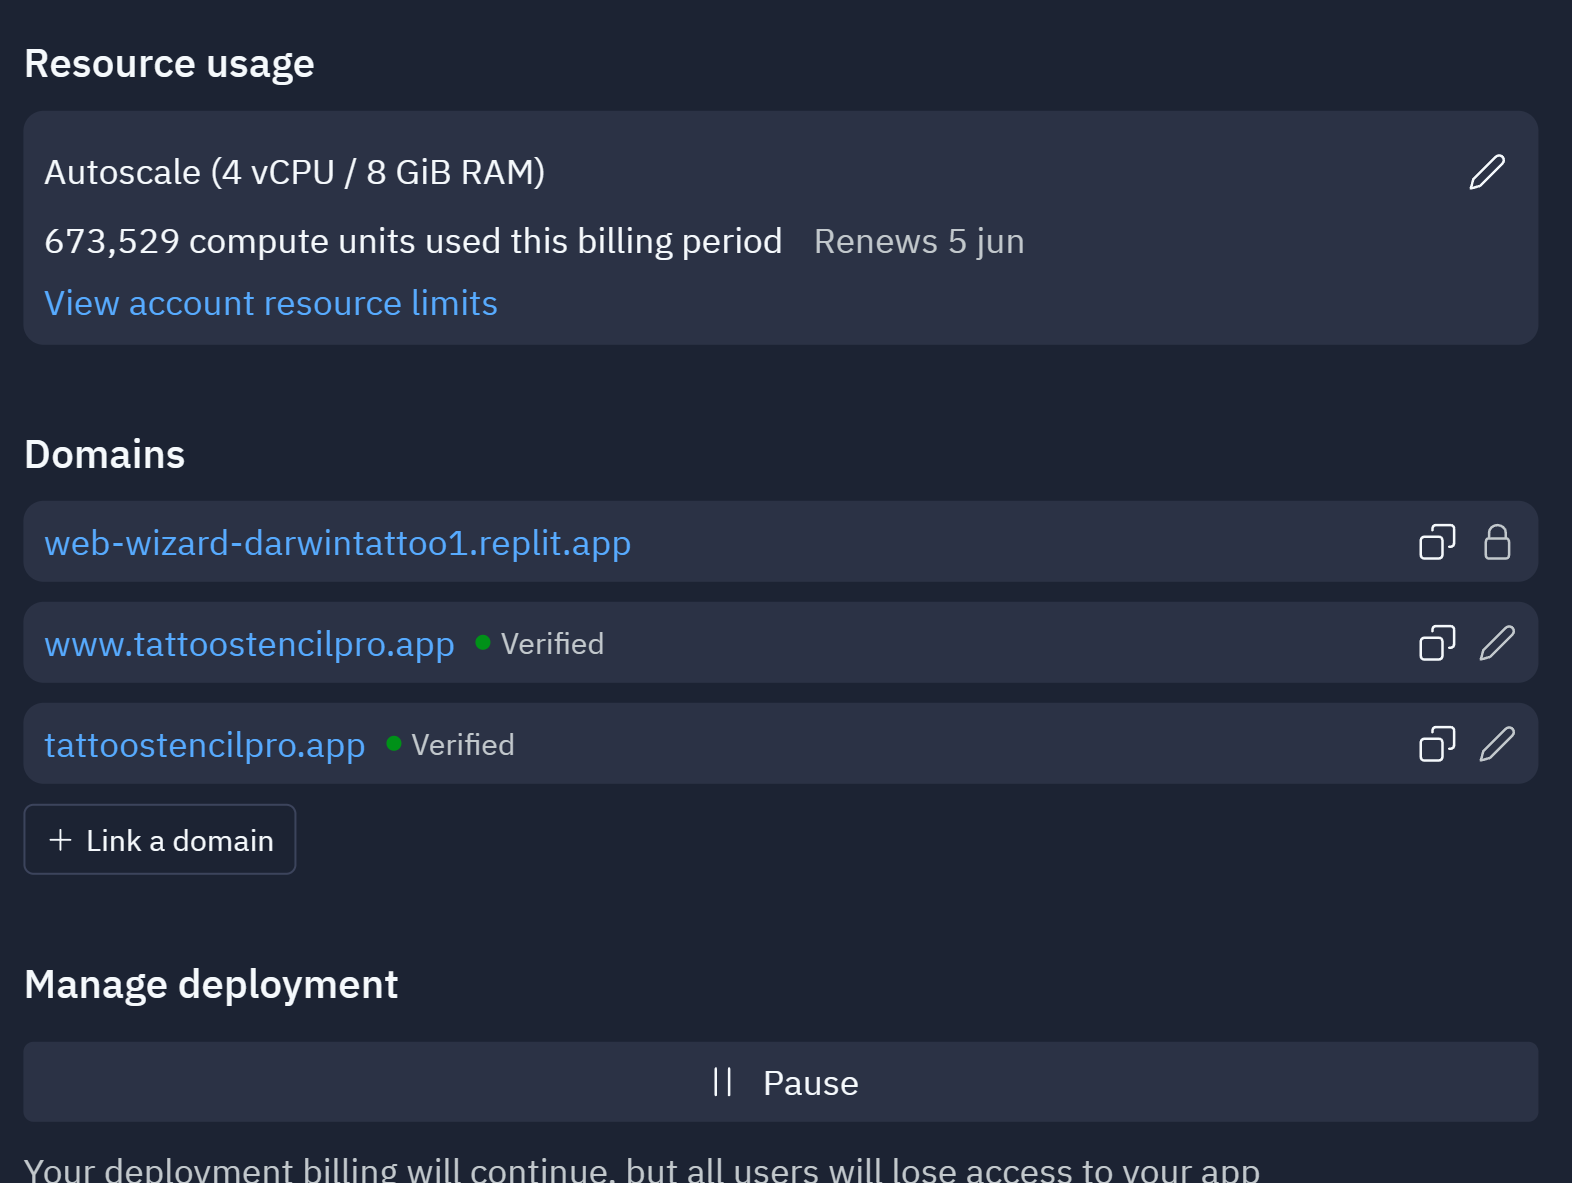 Resource usage
Autoscale (4 vCPU / 8 GiB RAM)
673,529 compute units used this billing period Renews 5 jun
View account resource limits
Domains
web-wizard-darwintattoo1.replit.app
www.tattoostencilpro.app Verified
tattoostencilpro.app Verified
+ Link a domain
Manage deployment
Pause
Your deployment billing will continue, but all users will lose access to your app